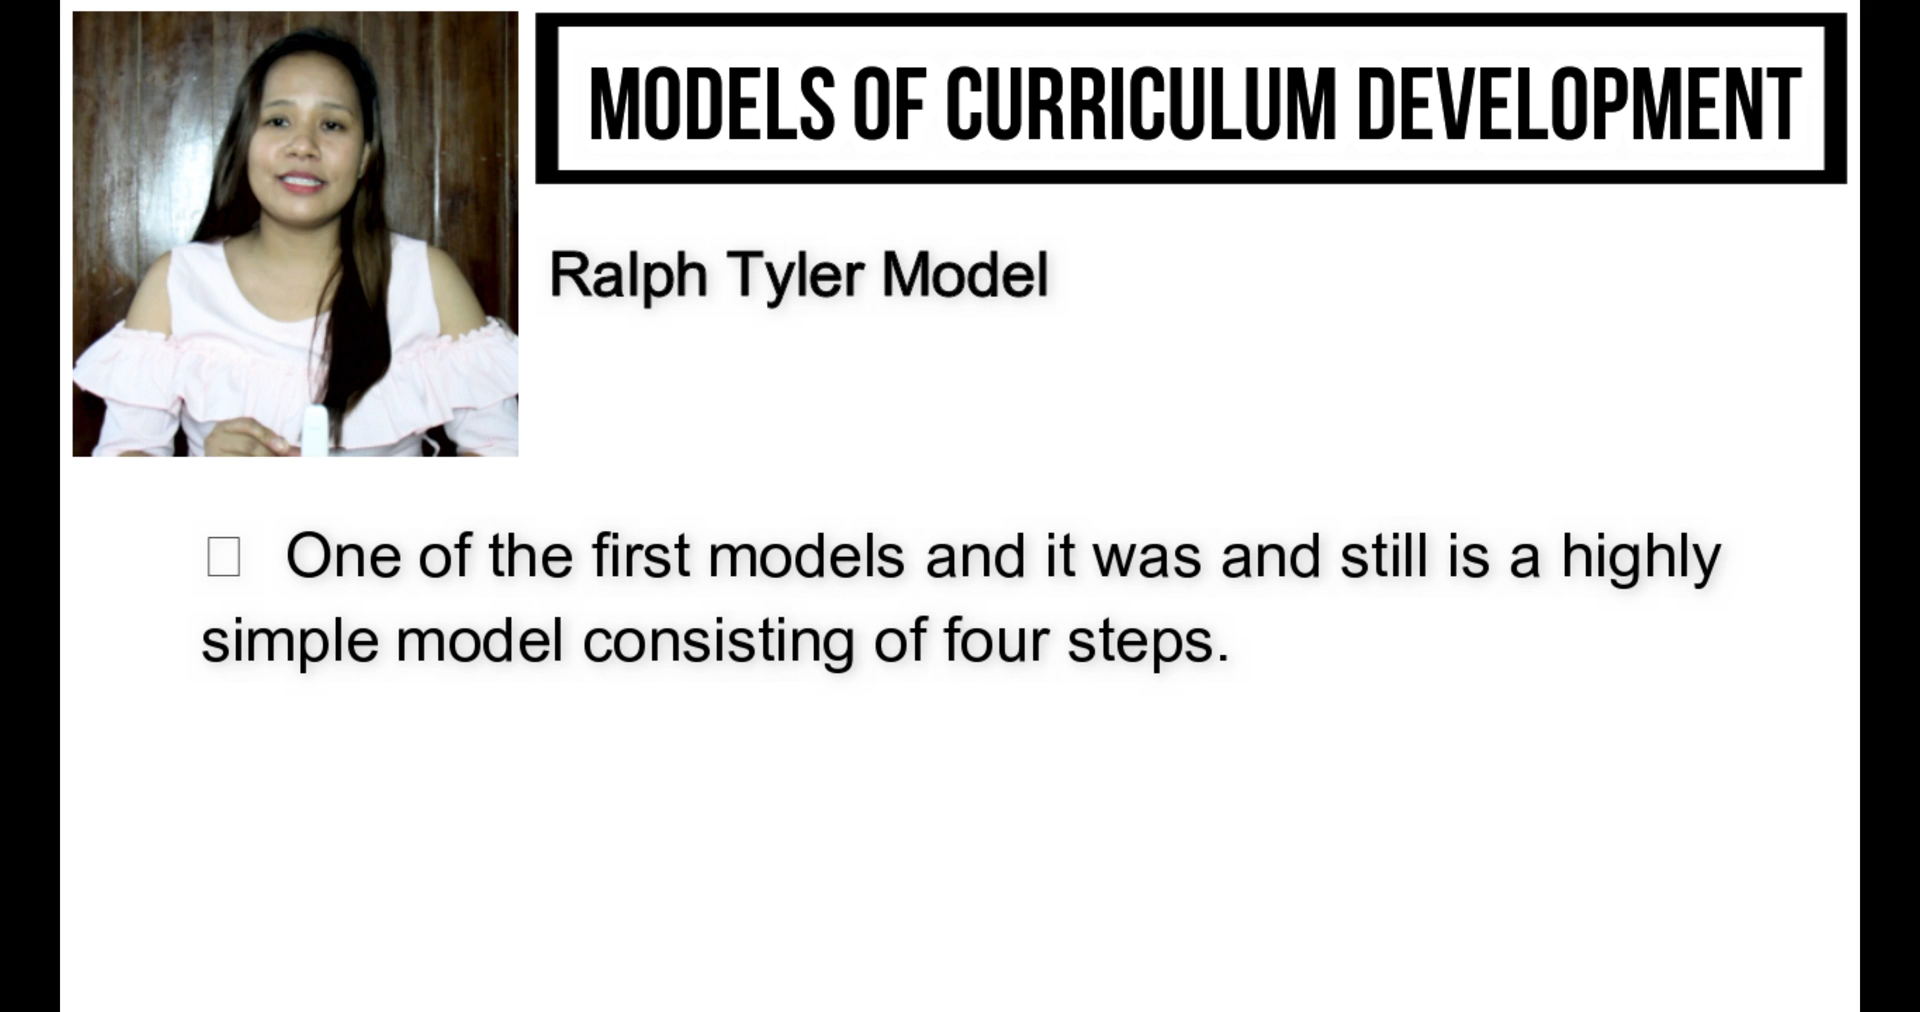 MODELS OF CURRICULUM DEVELOPMENT
Ralph Tyler Model
One of the first models and it was and still is a highly
simple model consisting of four steps.